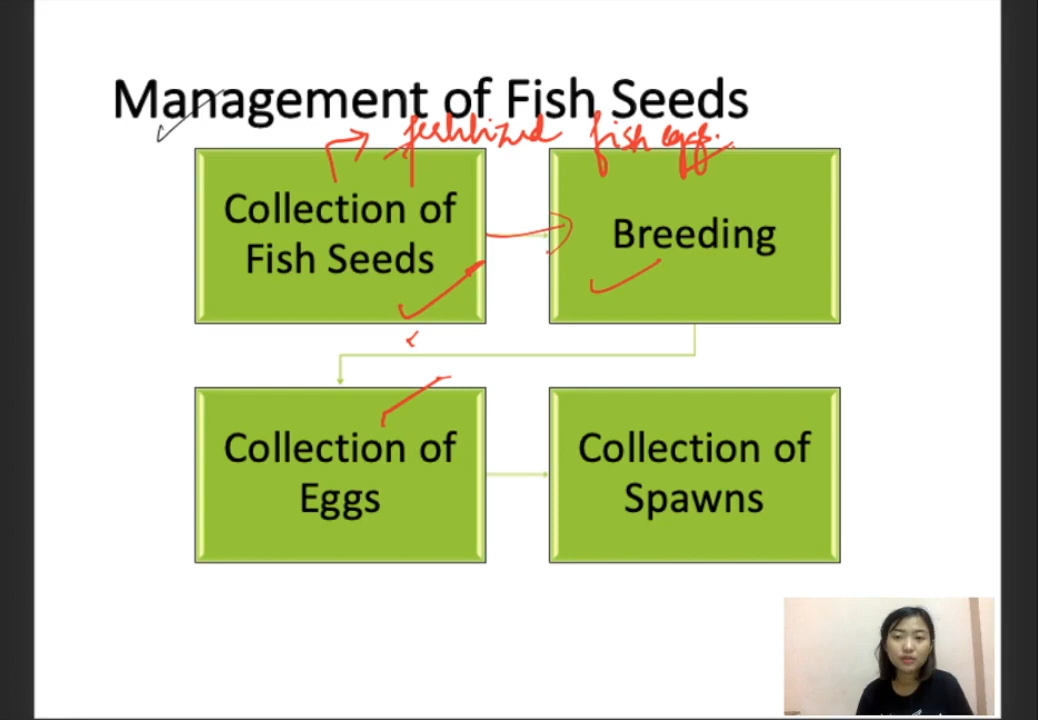 Management of Fish Seeds
fertilized fish eggs.
Collection of
Fish Seeds
Breeding
Collection of
Eggs
Collection of
Spawns